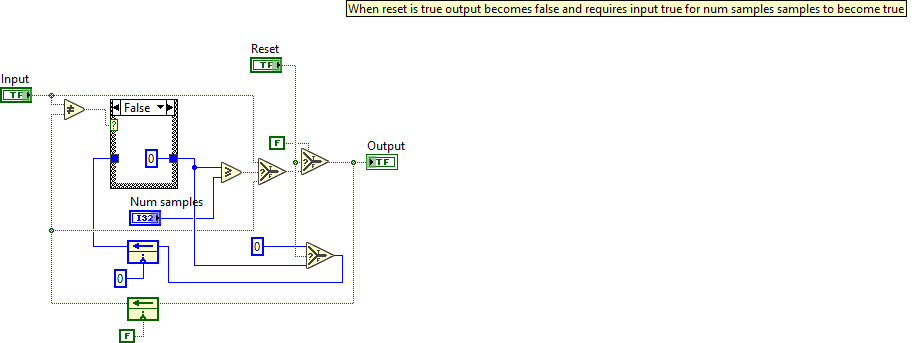 When reset is true output becomes false and requires input true for num samples samples to become true
Reset
TF
Input
TF
False
?
F
T
F
?
T
F
?
Output
TF
0
Num samples
I32
0
T
F
?
0
F